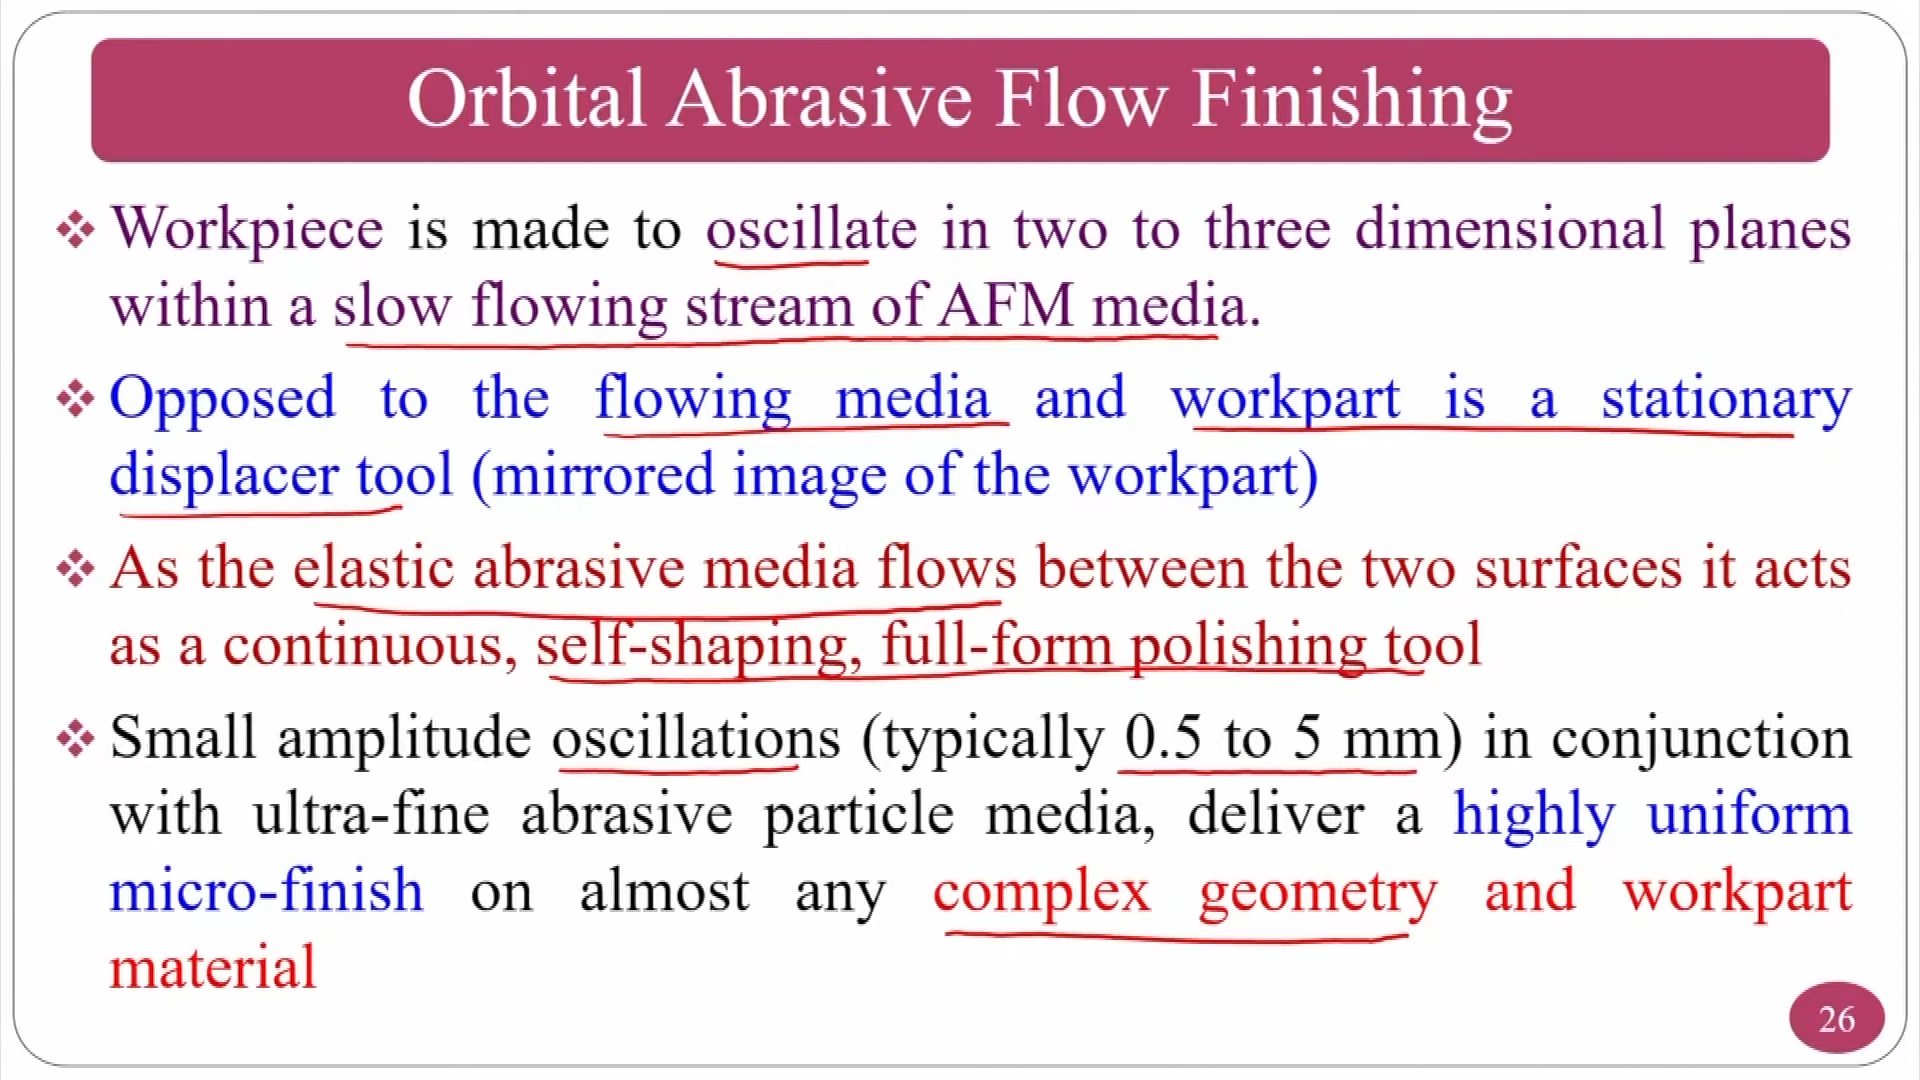 Orbital Abrasive Flow Finishing
❖ Workpiece is made to oscillate in two to three dimensional planes
within a slow flowing stream of AFM media.
❖ Opposed to the flowing media and workpart is a stationary
displacer tool (mirrored image of the workpart)
❖ As the elastic abrasive media flows between the two surfaces it acts
as a continuous, self-shaping, full-form polishing tool
❖ Small amplitude oscillations (typically 0.5 to 5 mm) in conjunction
with ultra-fine abrasive particle media, deliver a highly uniform
micro-finish on almost any complex geometry and workpart
material
26